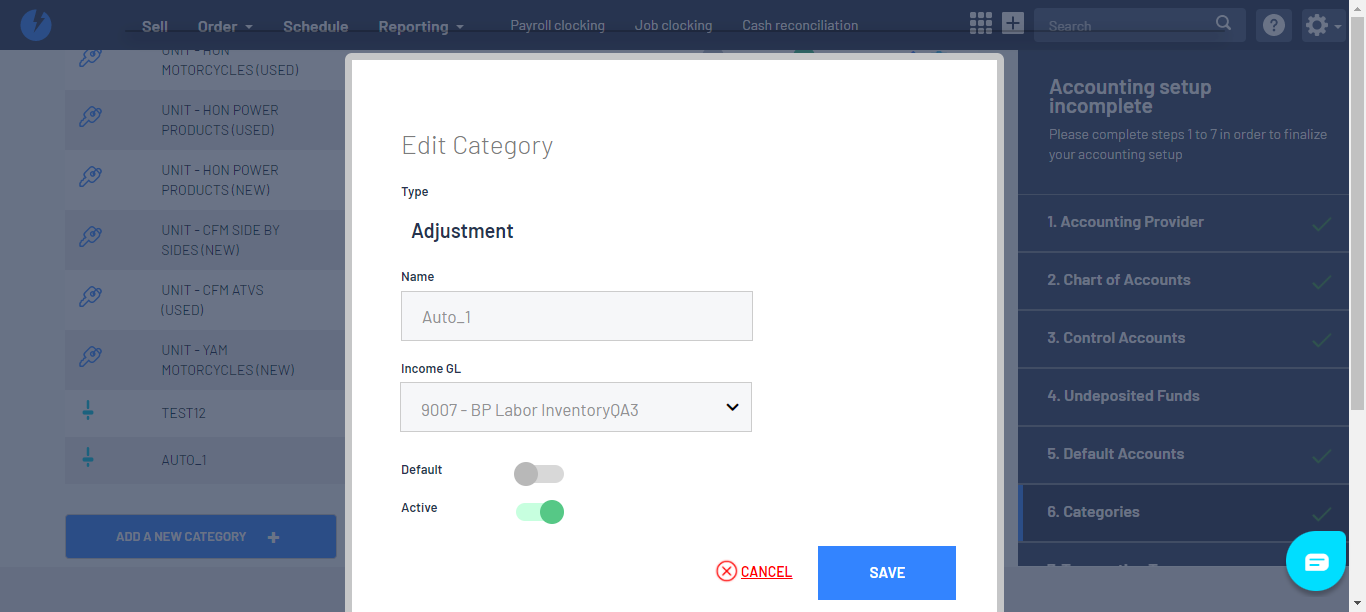 Sell
Order
Schedule
Reporting
Payroll clocking
Job clocking
Cash reconciliation
Search
?
UNIT - HON
MOTORCYCLES (USED)
UNIT - HON POWER
PRODUCTS (USED)
UNIT - HON POWER
PRODUCTS (NEW)
UNIT - CFM SIDE BY
SIDES (NEW)
UNIT - CFM ATVS
(USED)
UNIT - YAM
MOTORCYCLES (NEW)
TEST12
AUTO_1
ADD A NEW CATEGORY
Edit Category
Type
Adjustment
Name
Auto_1
Income GL
9007 - BP Labor InventoryQA3
Default
Active
CANCEL
SAVE
Accounting setup
incomplete
Please complete steps 1 to 7 in order to finalize
your accounting setup
1. Accounting Provider
2. Chart of Accounts
3. Control Accounts
4. Undeposited Funds
5. Default Accounts
6. Categories